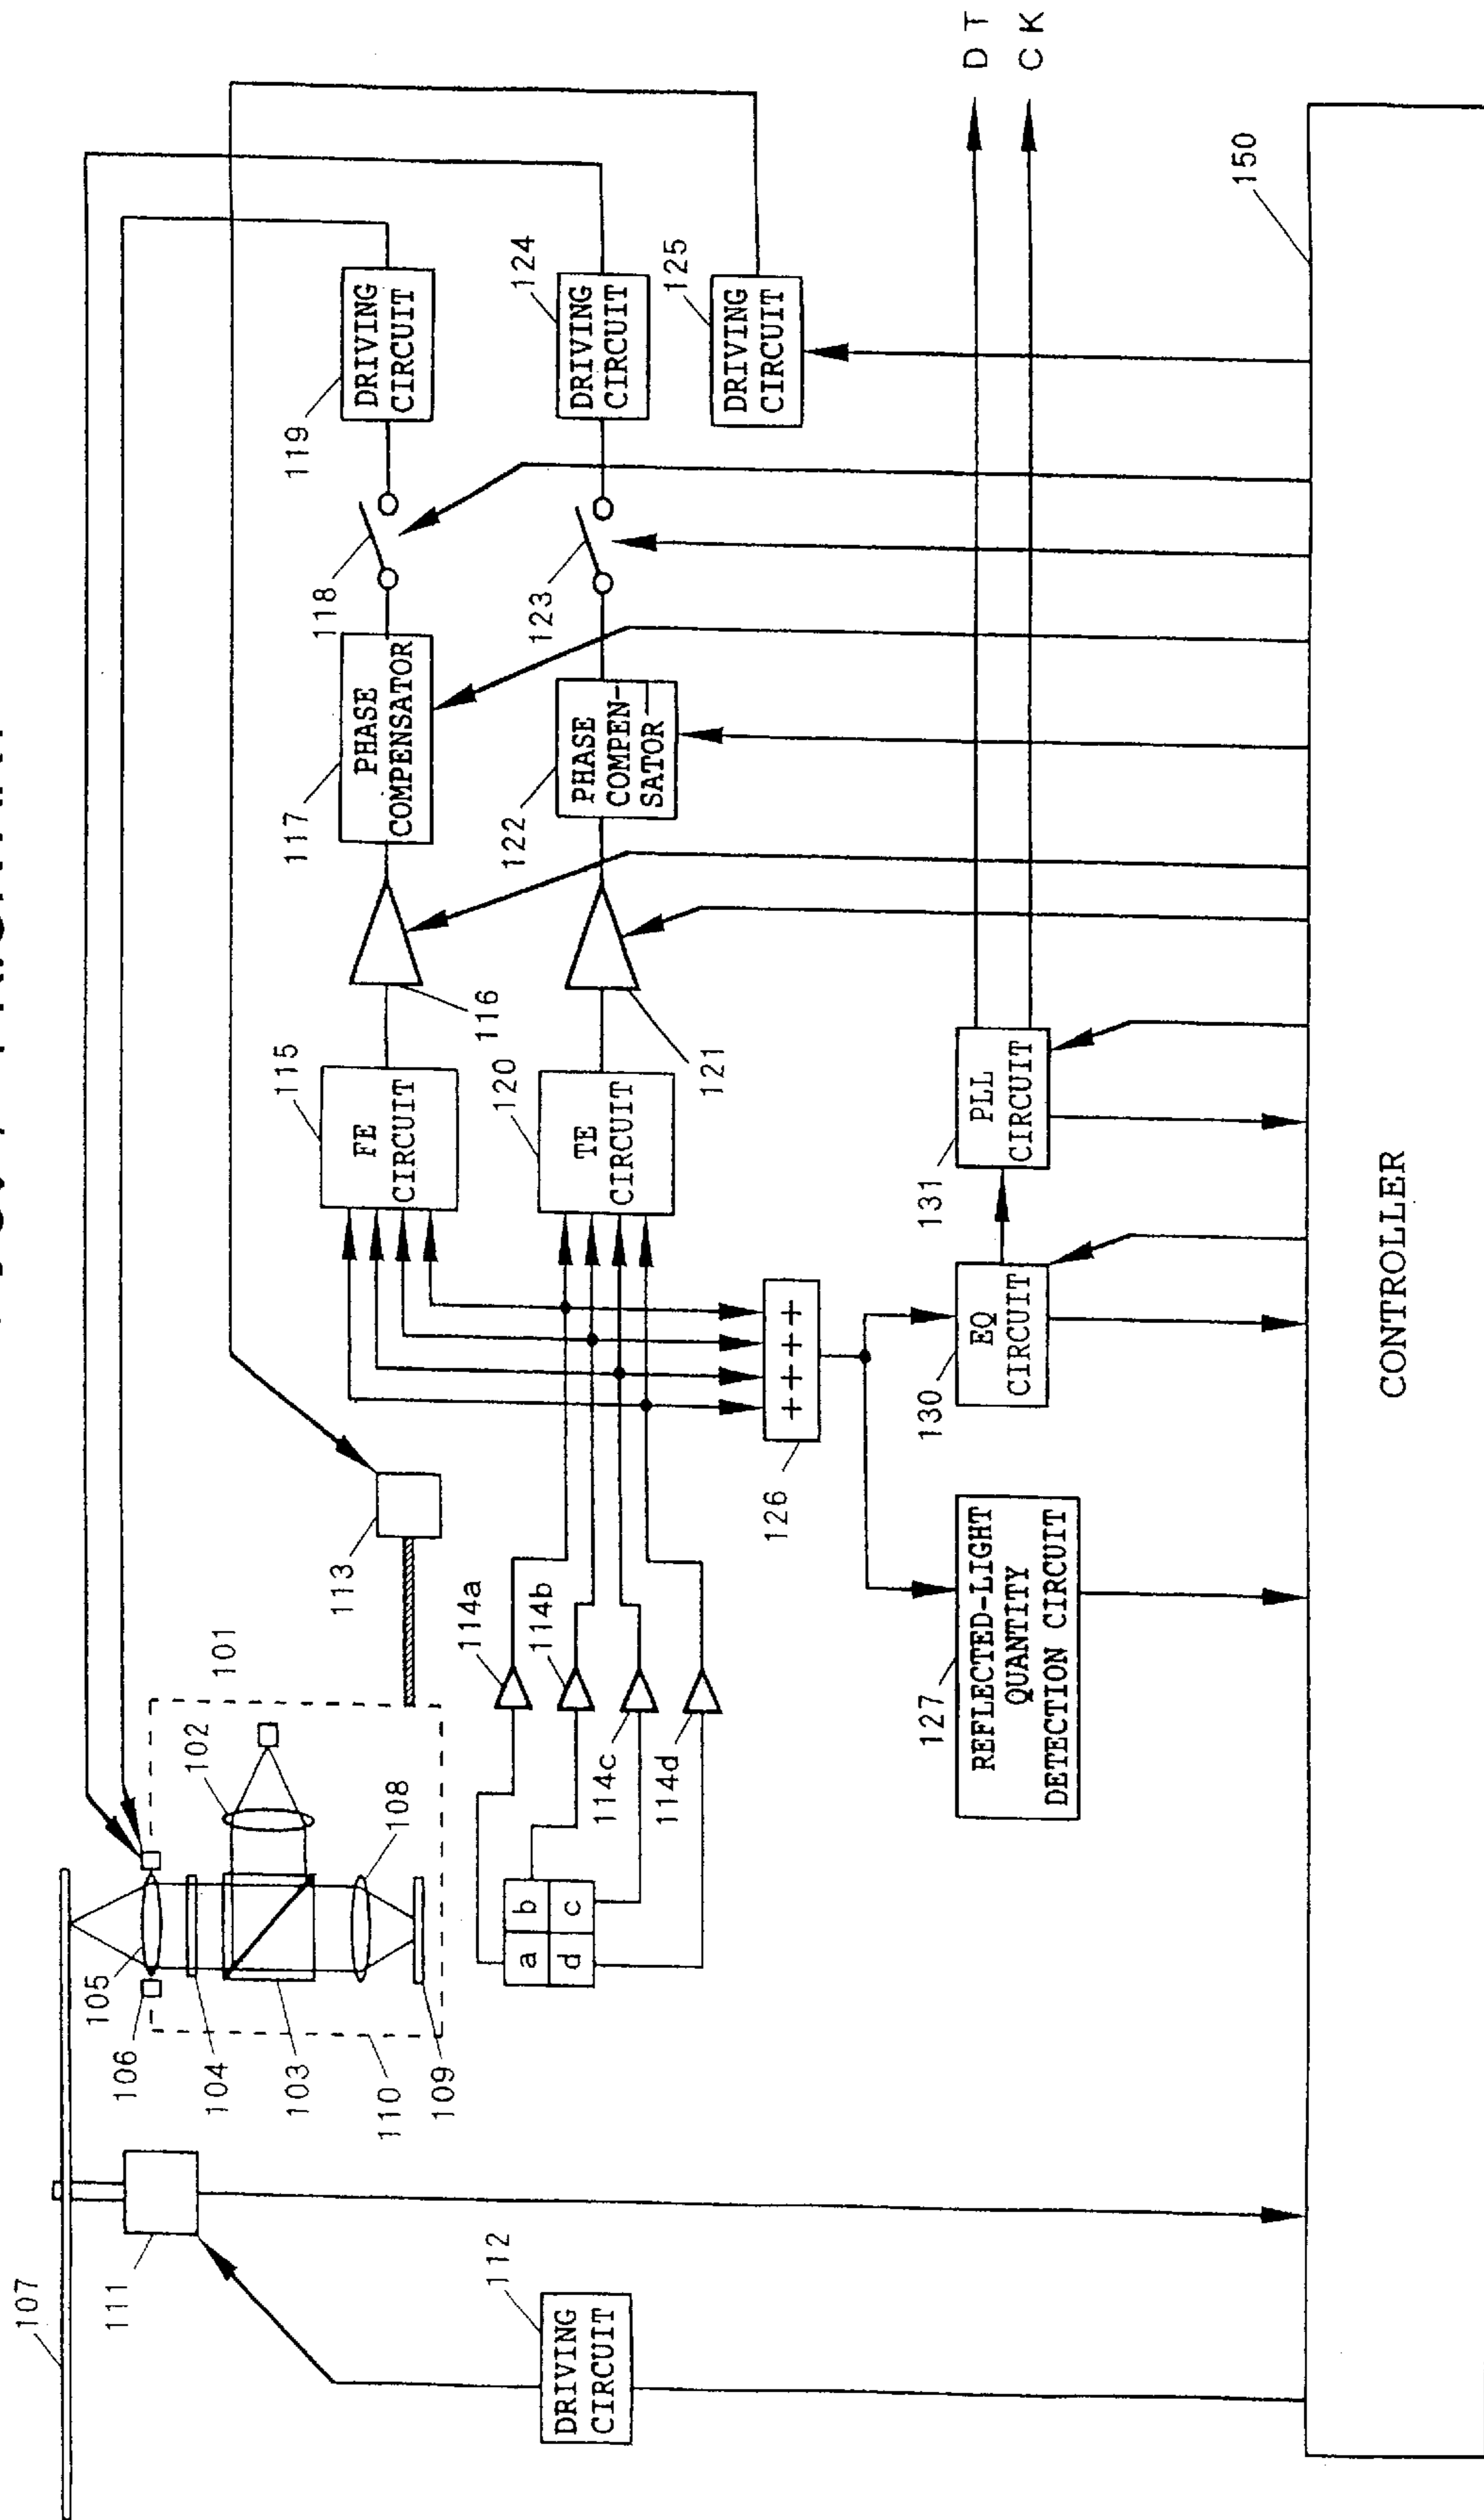 107
111
106
105
104
103
110
109
102
101
108
113
112
DRIVING
CIRCUIT
a
b
d
c
114a
114b
114c
114d
115
FE
CIRCUIT
116
117
PHASE
COMPENSATOR
118
119
DRIVING
CIRCUIT
120
TE
CIRCUIT
121
122
PHASE
COMPEN-
SATOR
123
124
DRIVING
CIRCUIT
125
DRIVING
CIRCUIT
126
++++
127
REFLECTED-LIGHT
QUANTITY
DETECTION CIRCUIT
130
EQ
CIRCUIT
131
PLL
CIRCUIT
DT
CK
150
CONTROLLER